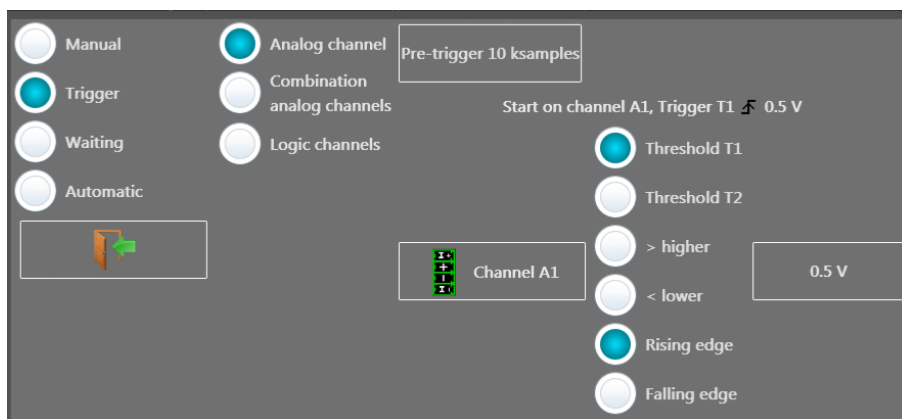 Manual
Trigger
Waiting
Automatic
Analog channel
Combination
analog channels
Logic channels
Pre-trigger 10 ksamples
Start on channel A1, Trigger T1 0.5 V
Threshold T1
Threshold T2
> higher
< lower
Rising edge
Falling edge
Channel A1
0.5 V